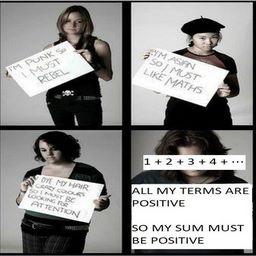 I'M PUNK SO
I MUST
REBEL
I'M ASIAN
SO I MUST
LIKE MATHS
I DYE MY HAIR
CRAZY COLOURS
SO I MUST BE
LOOKING FOR
ATTENTION
1 + 2 + 3 + 4 + ···
ALL MY TERMS ARE
POSITIVE
SO MY SUM MUST
BE POSITIVE